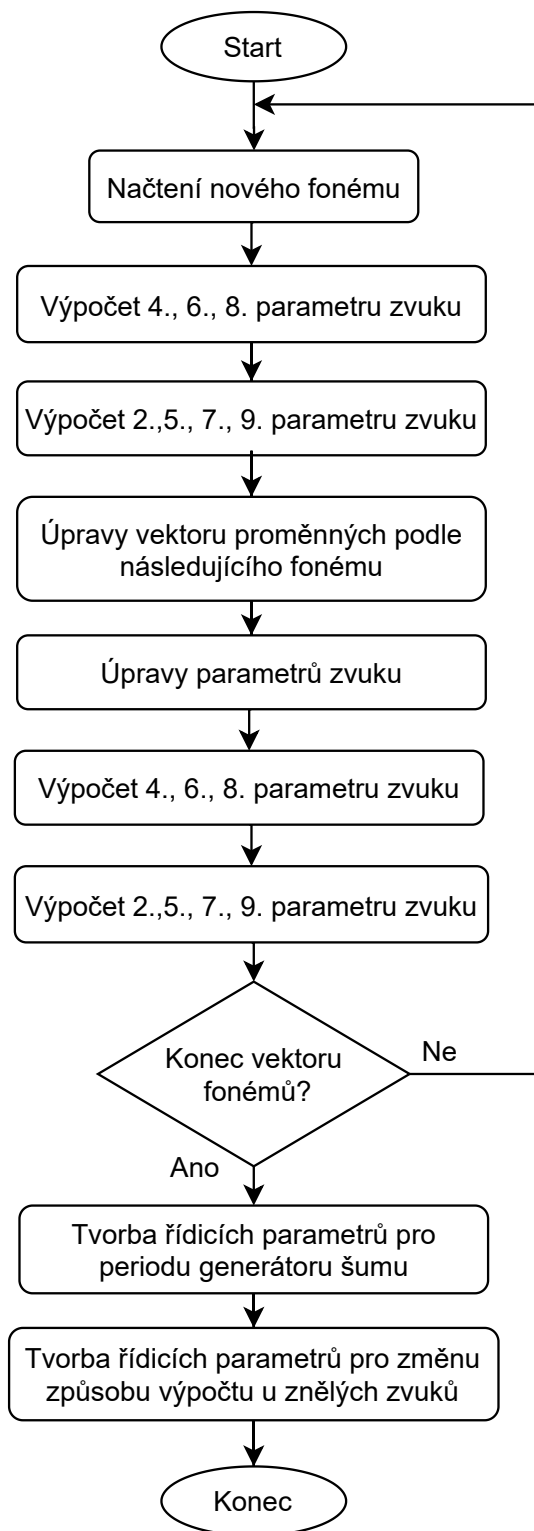 Start
Načtení nového fonému
Výpočet 4., 6., 8. parametru zvuku
Výpočet 2.,5., 7., 9. parametru zvuku
Úpravy vektoru proměnných podle
následujícího fonému
Úpravy parametrů zvuku
Výpočet 4., 6., 8. parametru zvuku
Výpočet 2.,5., 7., 9. parametru zvuku
Konec vektoru
fonémů?
Ne
Ano
Tvorba řídicích parametrů pro
periodu generátoru šumu
Tvorba řídicích parametrů pro změnu
způsobu výpočtu u znělých zvuků
Konec